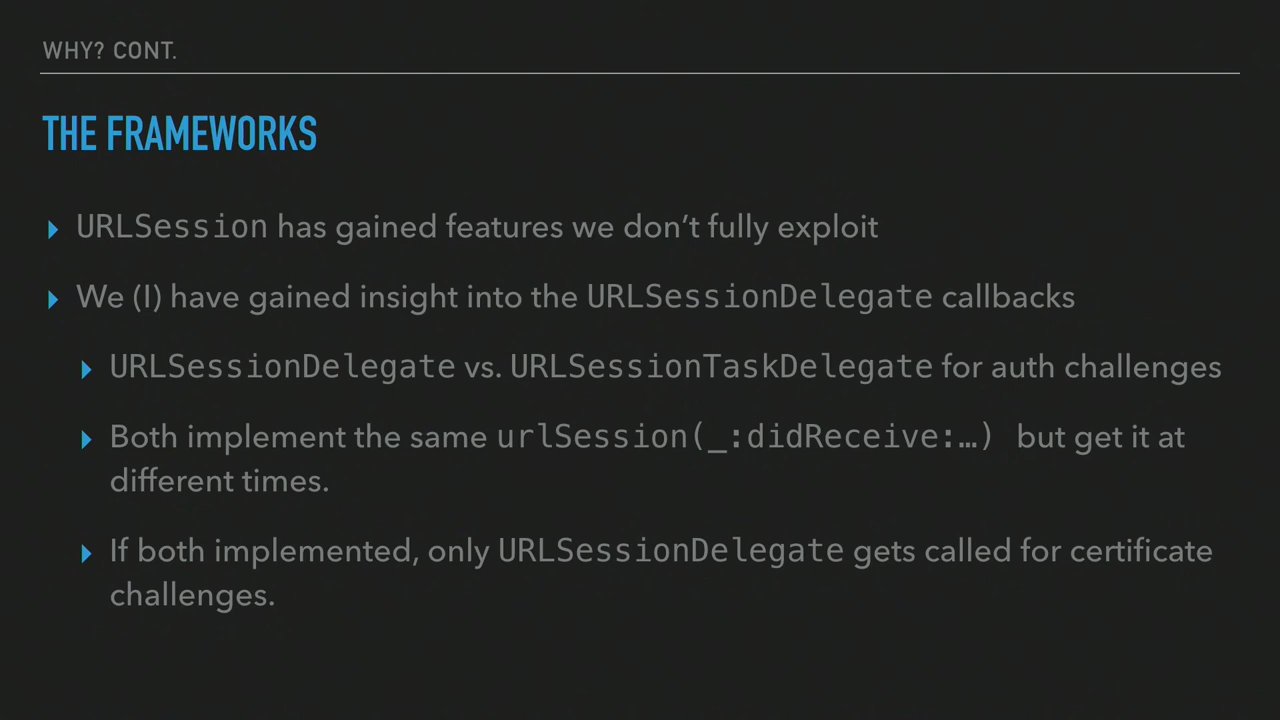 WHY? CONT.
THE FRAMEWORKS
URLSession has gained features we don’t fully exploit
We (I) have gained insight into the URLSessionDelegate callbacks
URLSessionDelegate vs. URLSessionTaskDelegate for auth challenges
Both implement the same urlSession(_:didReceive:…) but get it at
different times.
If both implemented, only URLSessionDelegate gets called for certificate
challenges.